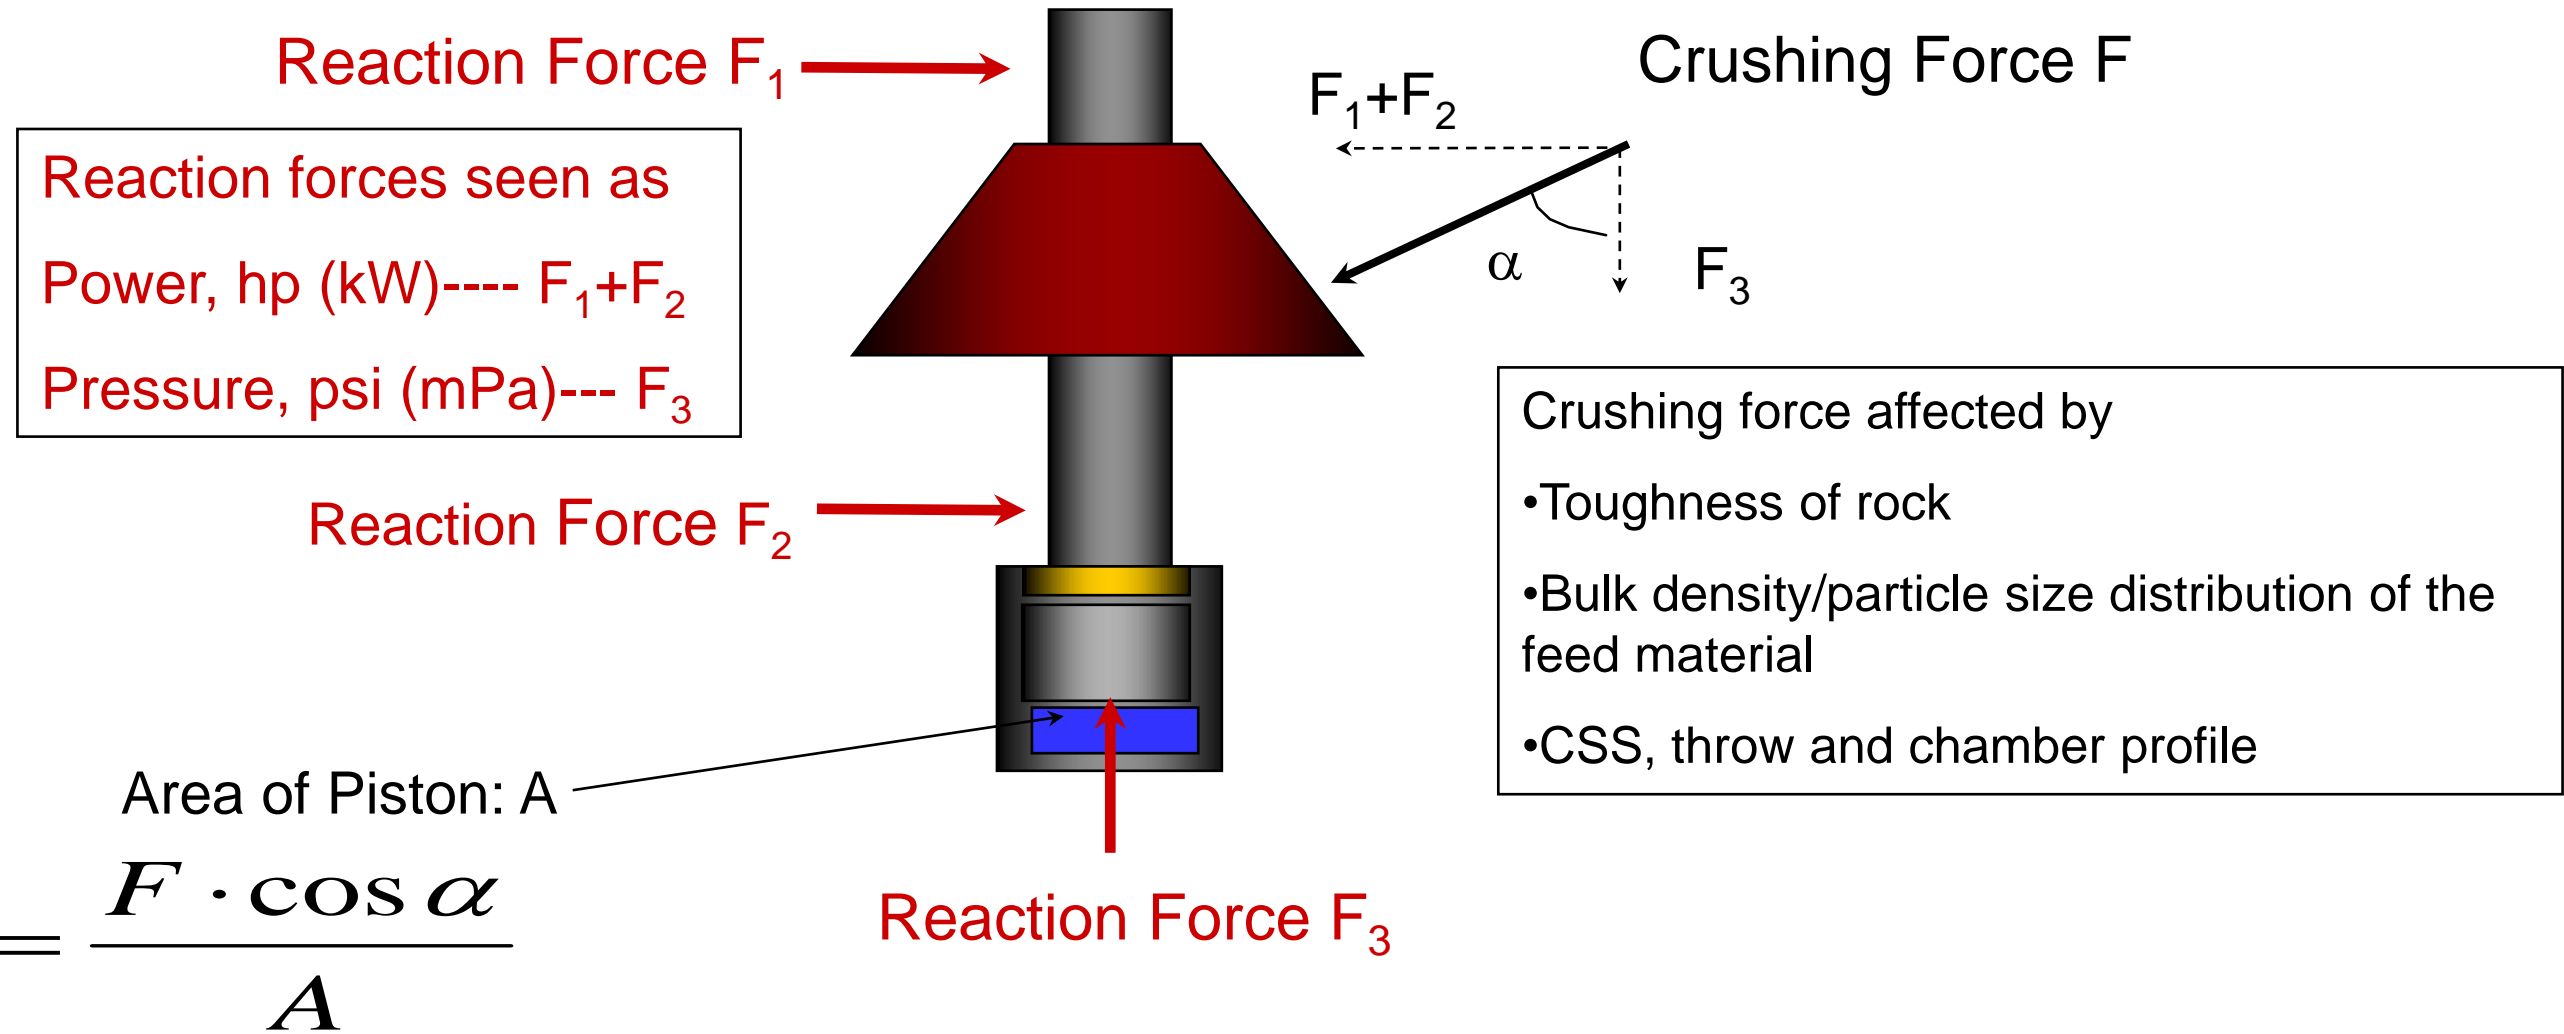 Reaction Force F₁
Crushing Force F
F₁+F₂
Reaction forces seen as
Power, hp (kW)---- F₁+F₂
Pressure, psi (mPa)--- F₃
α
F₃
Crushing force affected by
•Toughness of rock
•Bulk density/particle size distribution of the
feed material
•CSS, throw and chamber profile
Reaction Force F₂
Area of Piston: A
= F · cos α
A
Reaction Force F₃